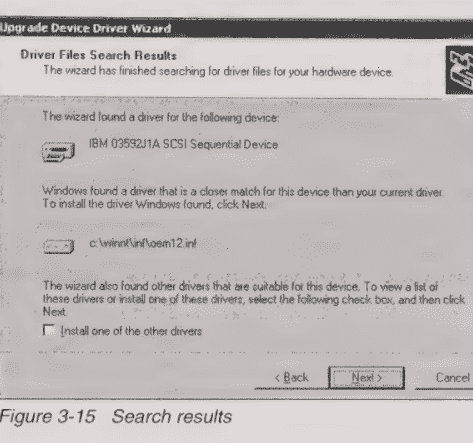 Upgrade Device Driver Wizard
Driver Files Search Results
The wizard has finished searching for driver files for your hardware device.
The wizard found a driver for the following device:
IBM 03592J1A SCSI Sequential Device
Windows found a driver that is a closer match for this device than your current driver.
To install the driver Windows found, click Next.
c:\winnt\inf\oem12.inf
The wizard also found other drivers that are suitable for this device. To view a list of
these drivers or install one of these drivers, select the following check box, and then click
Next.
Install one of the other drivers
< Back Next > Cancel
Figure 3-15 Search results